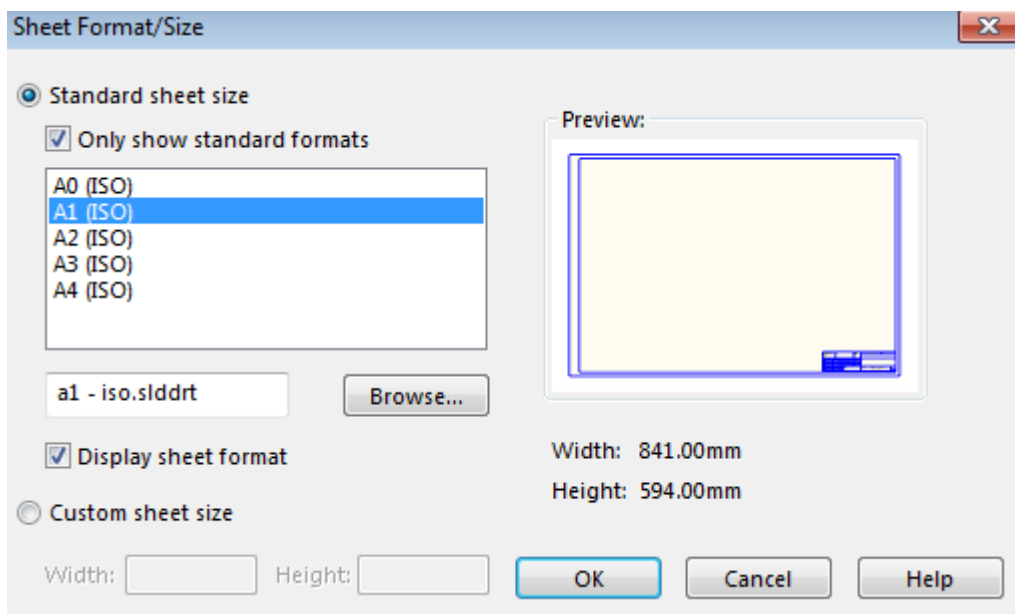 Sheet Format/Size
Standard sheet size
Only show standard formats
A0 (ISO)
A1 (ISO)
A2 (ISO)
A3 (ISO)
A4 (ISO)
a1 - iso.slddrt
Browse...
Display sheet format
Custom sheet size
Width:
Height:
Preview:
Width: 841.00mm
Height: 594.00mm
OK
Cancel
Help